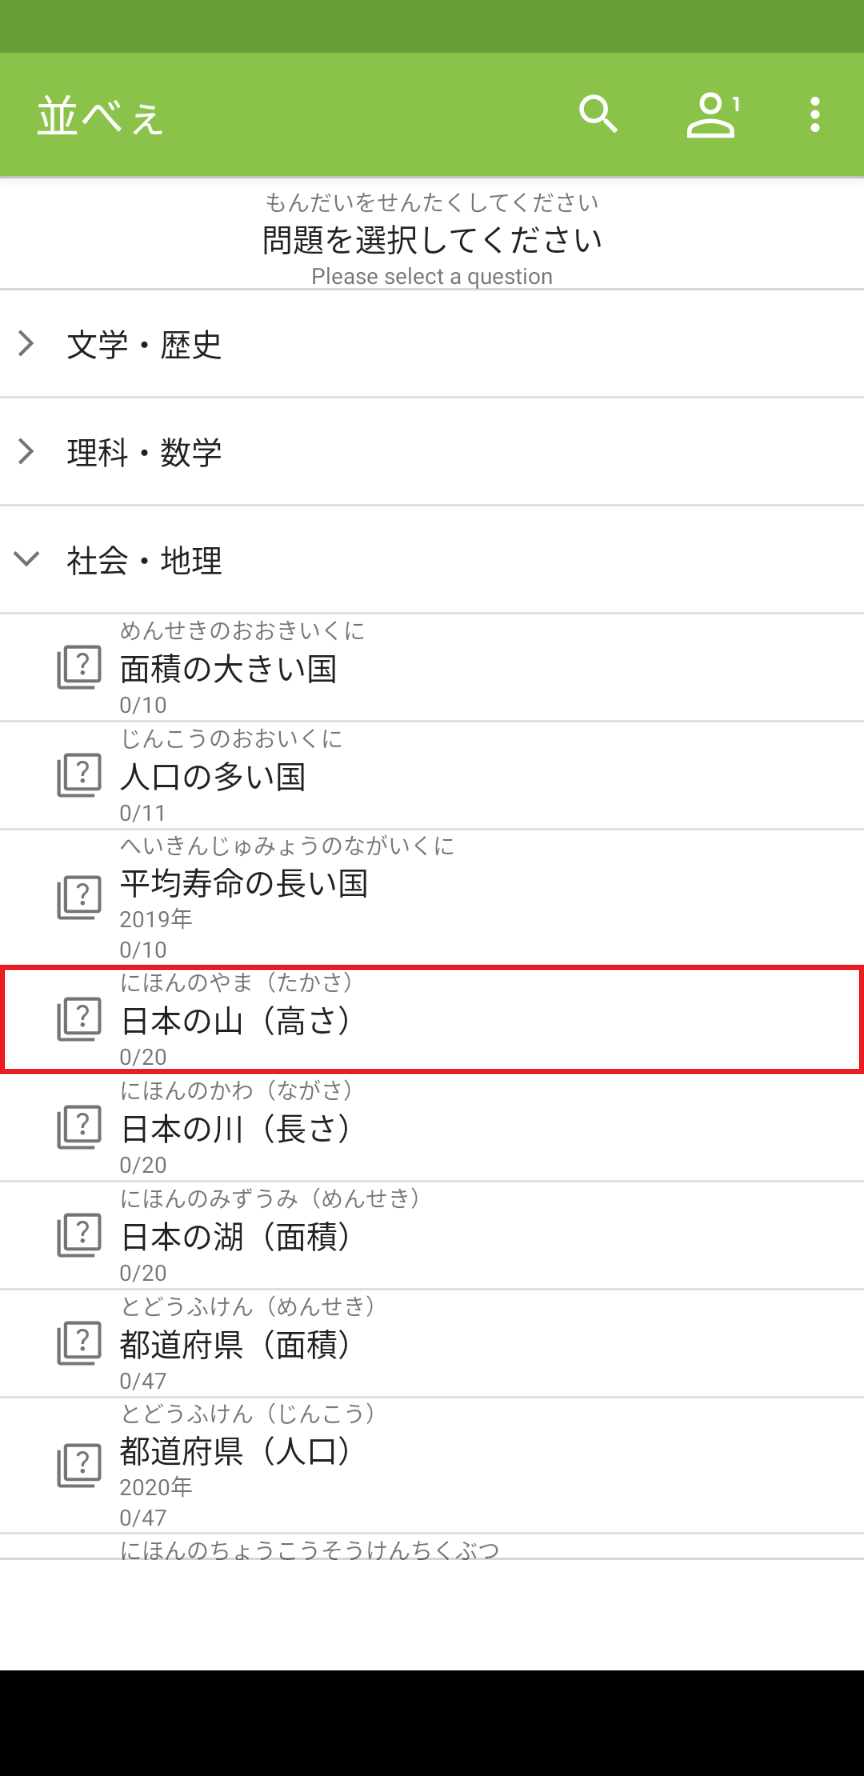 並べぇ
1
もんだいをせんたくしてください
問題を選択してください
Please select a question
文学・歴史
理科・数学
社会・地理
めんせきのおおきいくに
面積の大きい国
0/10
じんこうのおおいくに
人口の多い国
0/11
へいきんじゅみょうのながいくに
平均寿命の長い国
2019年
0/10
にほんのやま（たかさ）
日本の山（高さ）
0/20
にほんのかわ（ながさ）
日本の川（長さ）
0/20
にほんのみずうみ（めんせき）
日本の湖（面積）
0/20
とどうふけん（めんせき）
都道府県（面積）
0/47
とどうふけん（じんこう）
都道府県（人口）
2020年
0/47
にほんのちょうこうそうけんちくぶつ